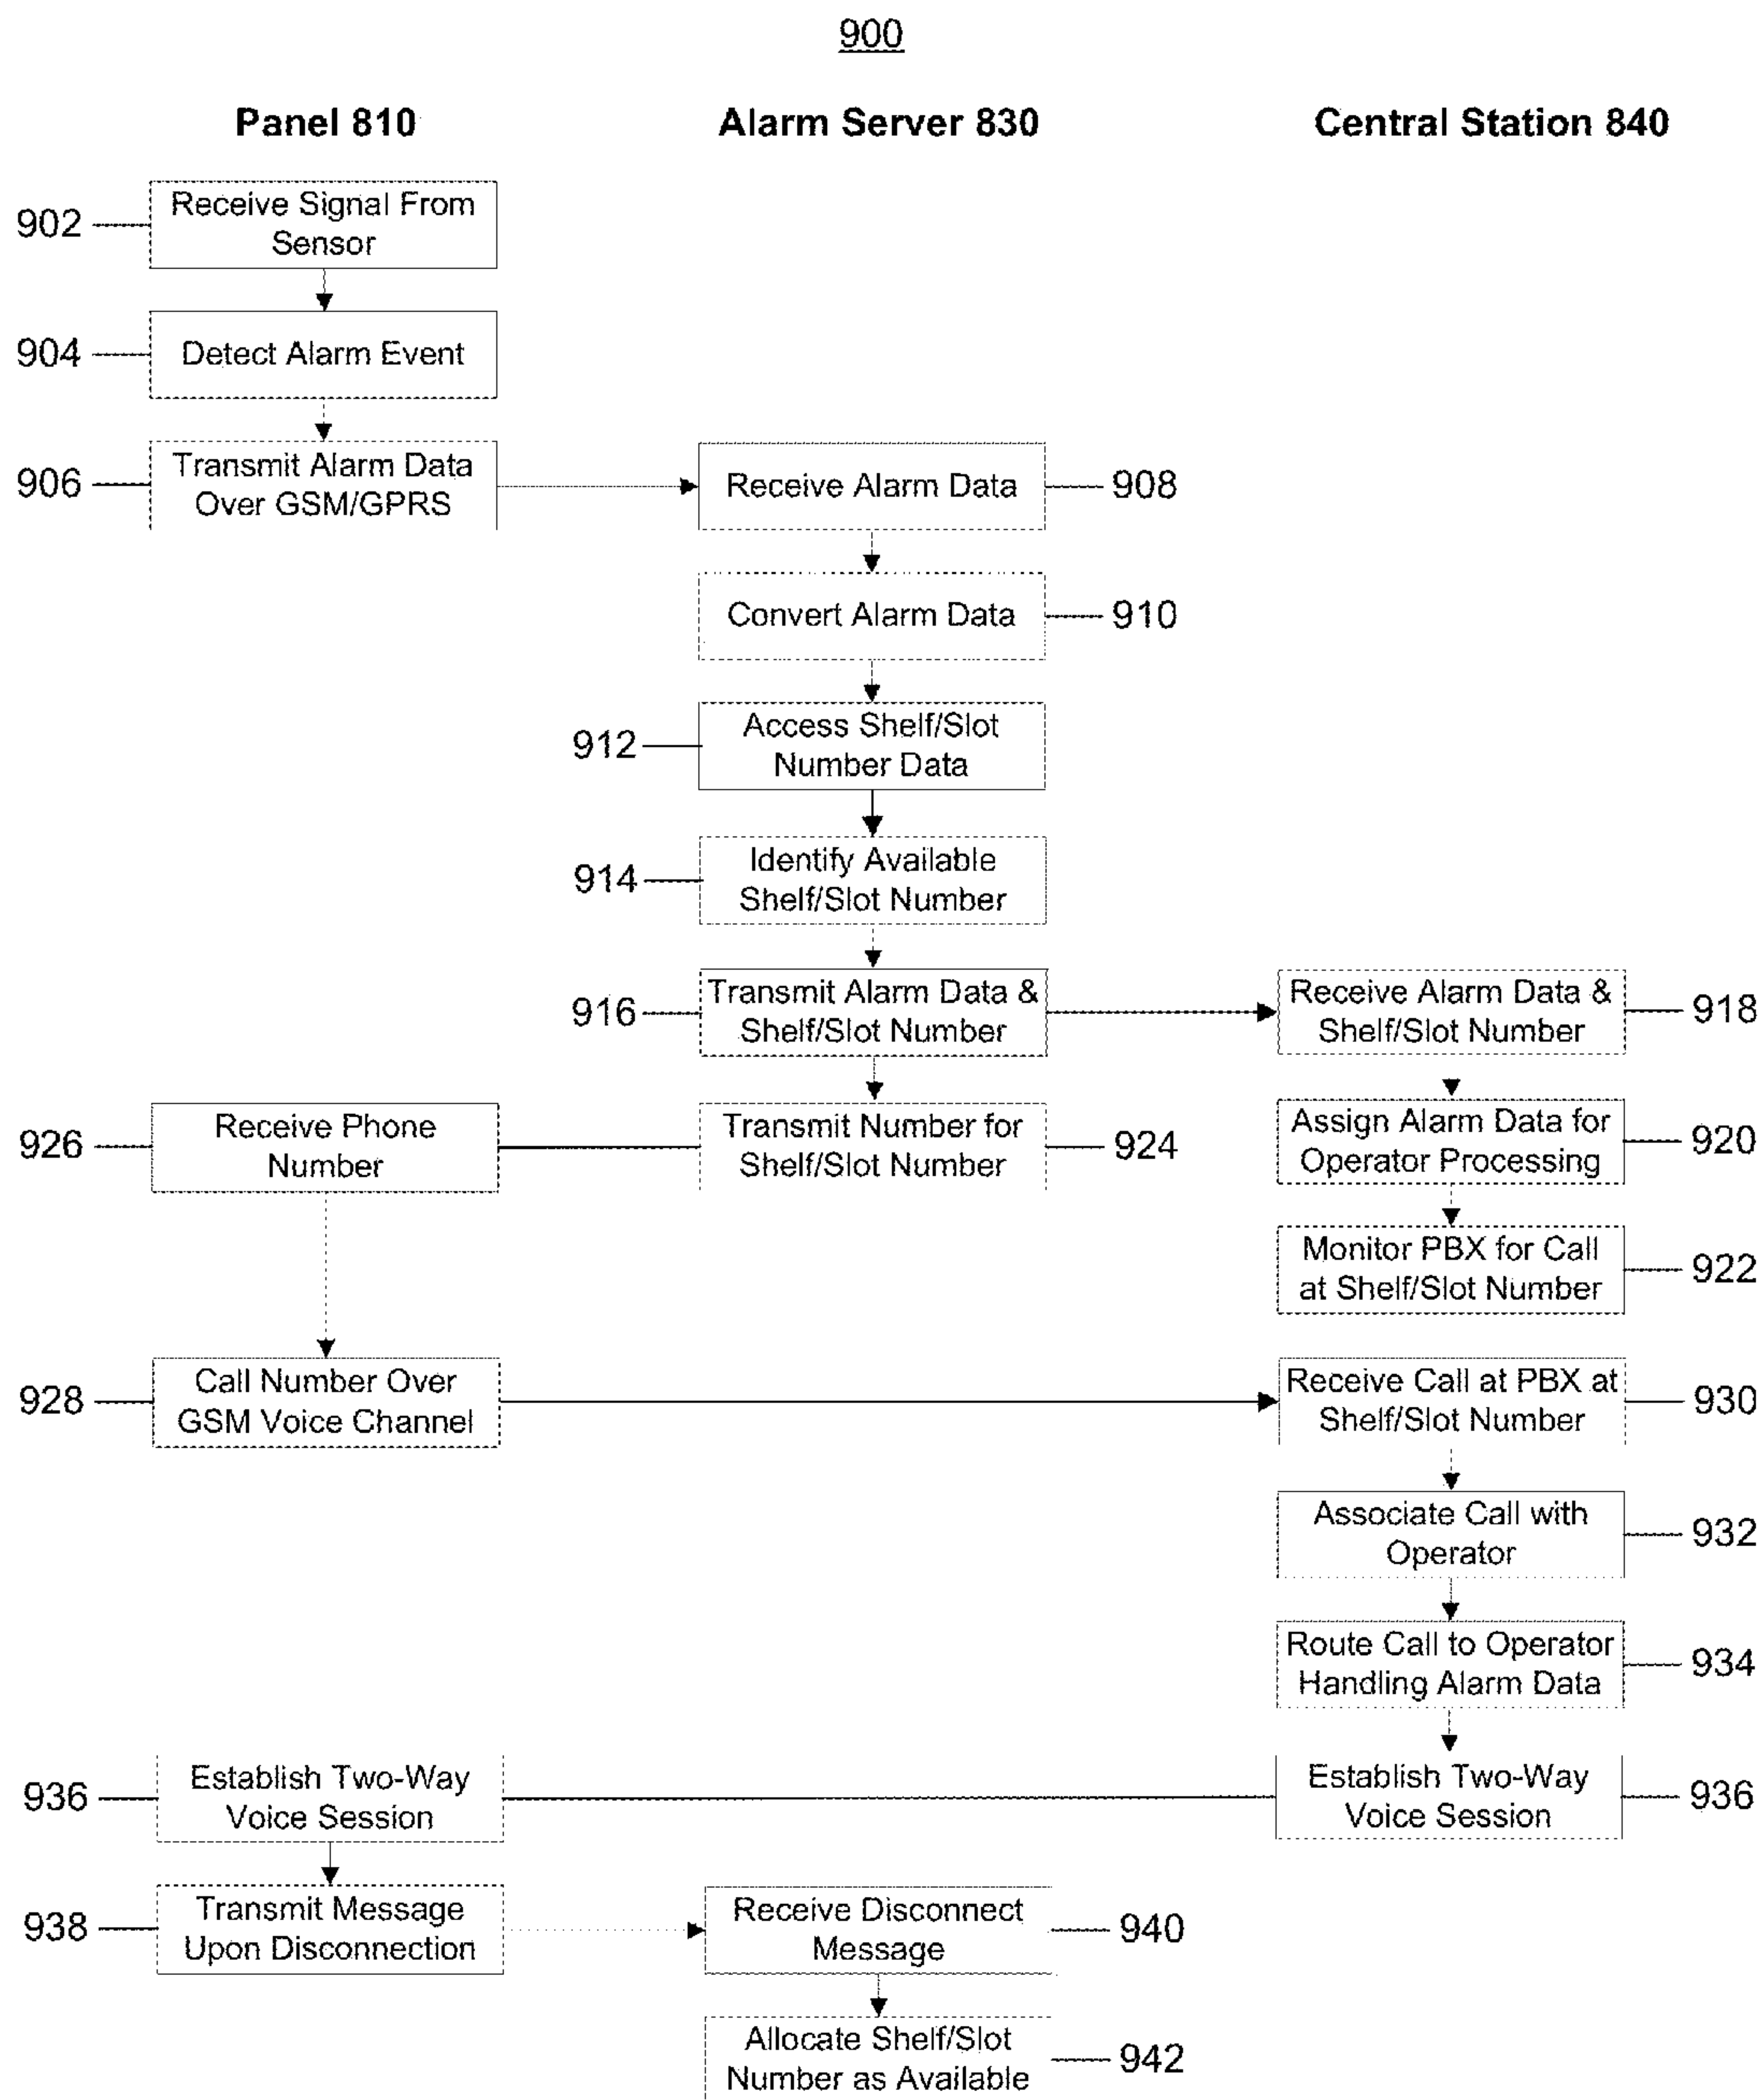 900
Panel 810
Alarm Server 830
Central Station 840
902
Receive Signal From
Sensor
904
Detect Alarm Event
906
Transmit Alarm Data
Over GSM/GPRS
Receive Alarm Data
908
Convert Alarm Data
910
912
Access Shelf/Slot
Number Data
914
Identify Available
Shelf/Slot Number
916
Transmit Alarm Data &
Shelf/Slot Number
Receive Alarm Data &
Shelf/Slot Number
918
926
Receive Phone
Number
Transmit Number for
Shelf/Slot Number
924
Assign Alarm Data for
Operator Processing
920
Monitor PBX for Call
at Shelf/Slot Number
922
928
Call Number Over
GSM Voice Channel
Receive Call at PBX at
Shelf/Slot Number
930
Associate Call with
Operator
932
Route Call to Operator
Handling Alarm Data
934
936
Establish Two-Way
Voice Session
Establish Two-Way
Voice Session
936
938
Transmit Message
Upon Disconnection
Receive Disconnect
Message
940
Allocate Shelf/Slot
Number as Available
942